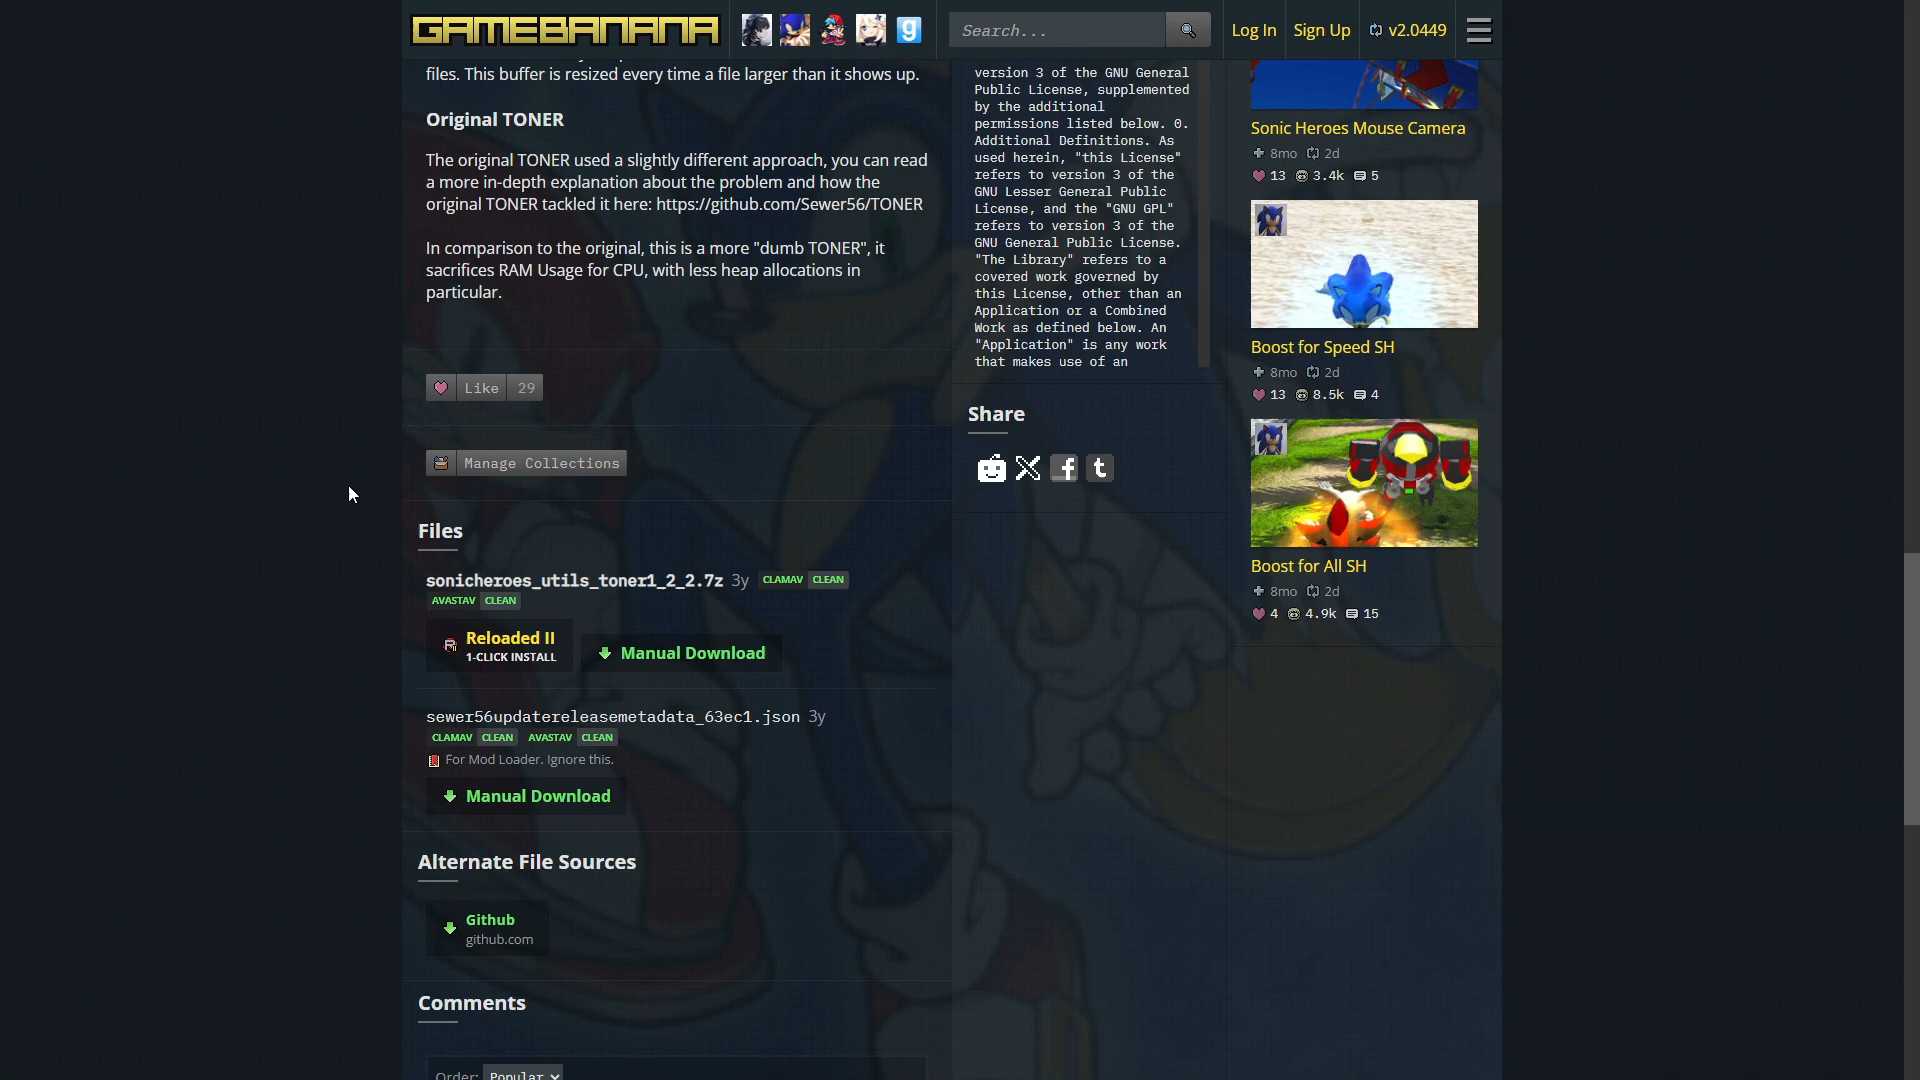 GAMEBANANA
Search...
Log In
Sign Up
v2.0449
files. This buffer is resized every time a file larger than it shows up.
Original TONER
The original TONER used a slightly different approach, you can read
a more in-depth explanation about the problem and how the
original TONER tackled it here: https://github.com/Sewer56/TONER
In comparison to the original, this is a more "dumb TONER", it
sacrifices RAM Usage for CPU, with less heap allocations in
particular.
Like 29
Manage Collections
Files
sonicheroes_utils_toner1_2_2.7z 3y CLAMAV CLEAN
AVASTAV CLEAN
Reloaded II
1-CLICK INSTALL
Manual Download
sewer56updatereleasemetadata_63ec1.json 3y
CLAMAV CLEAN AVASTAV CLEAN
For Mod Loader. Ignore this.
Manual Download
Alternate File Sources
Github
github.com
Comments
Order: Popular
version 3 of the GNU General
Public License, supplemented
by the additional
permissions listed below. 0.
Additional Definitions. As
used herein, "this License"
refers to version 3 of the
GNU Lesser General Public
License, and the "GNU GPL"
refers to version 3 of the
GNU General Public License.
"The Library" refers to a
covered work governed by
this License, other than an
Application or a Combined
Work as defined below. An
"Application" is any work
that makes use of an
Share
Sonic Heroes Mouse Camera
8mo 2d
13 3.4k 5
Boost for Speed SH
8mo 2d
13 8.5k 4
Boost for All SH
8mo 2d
4 4.9k 15